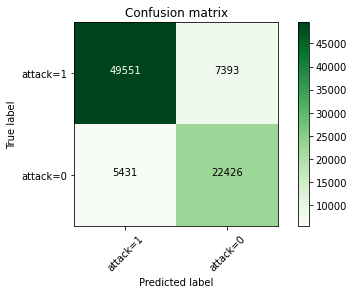 Confusion matrix
True label
attack=1
49551 7393
attack=0
5431 22426
attack=1 attack=0
Predicted label
45000
40000
35000
30000
25000
20000
15000
10000